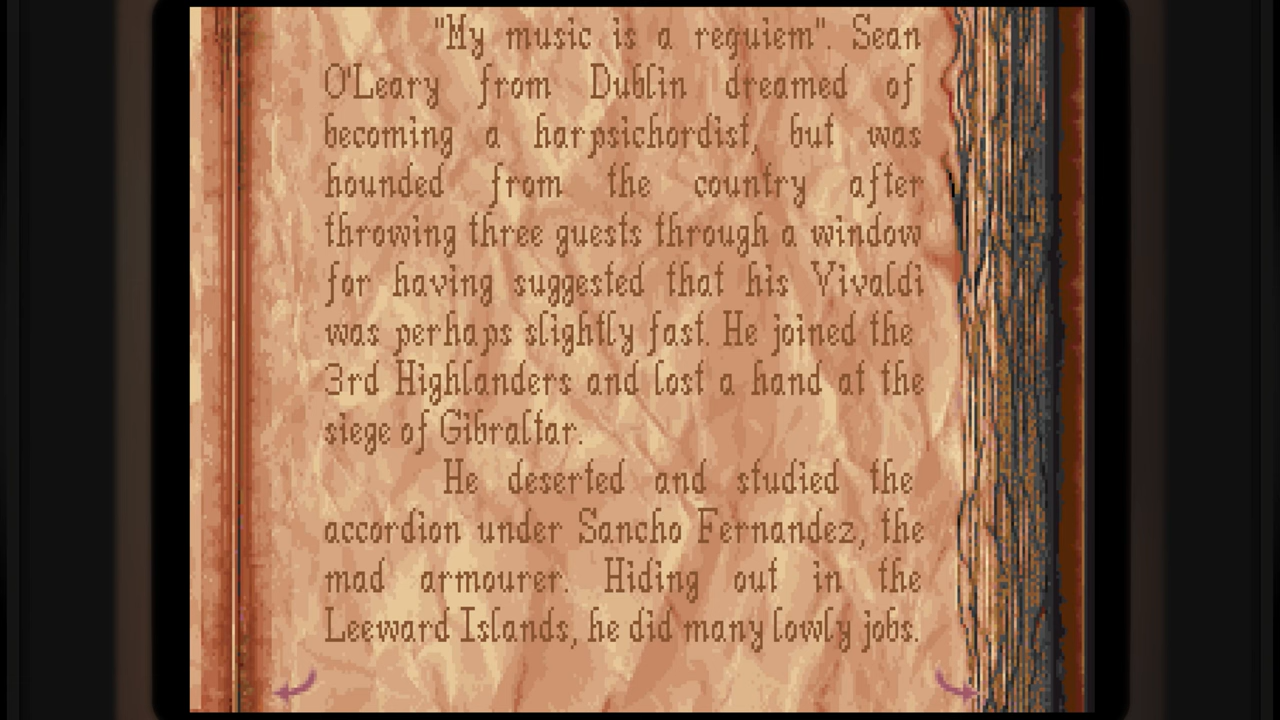 "My music is a requiem". Sean
O'Leary from Dublin dreamed of
becoming a harpsichordist, but was
hounded from the country after
throwing three guests through a window
for having suggested that his Vivaldi
was perhaps slightly fast. He joined the
3rd Highlanders and lost a hand at the
siege of Gibraltar.
He deserted and studied the
accordion under Sancho Fernandez, the
mad armourer. Hiding out in the
Leeward Islands, he did many lowly jobs.